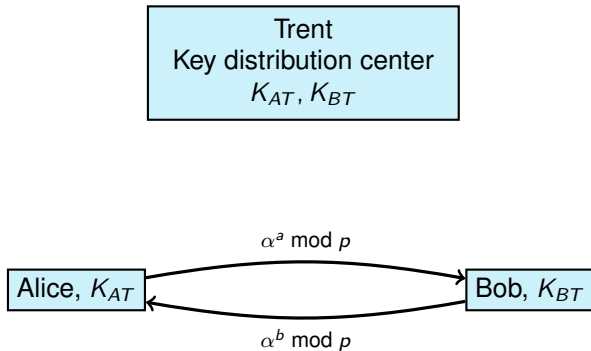 Trent
Key distribution center
K_AT, K_BT
α^a mod p
Alice, K_AT
Bob, K_BT
α^b mod p